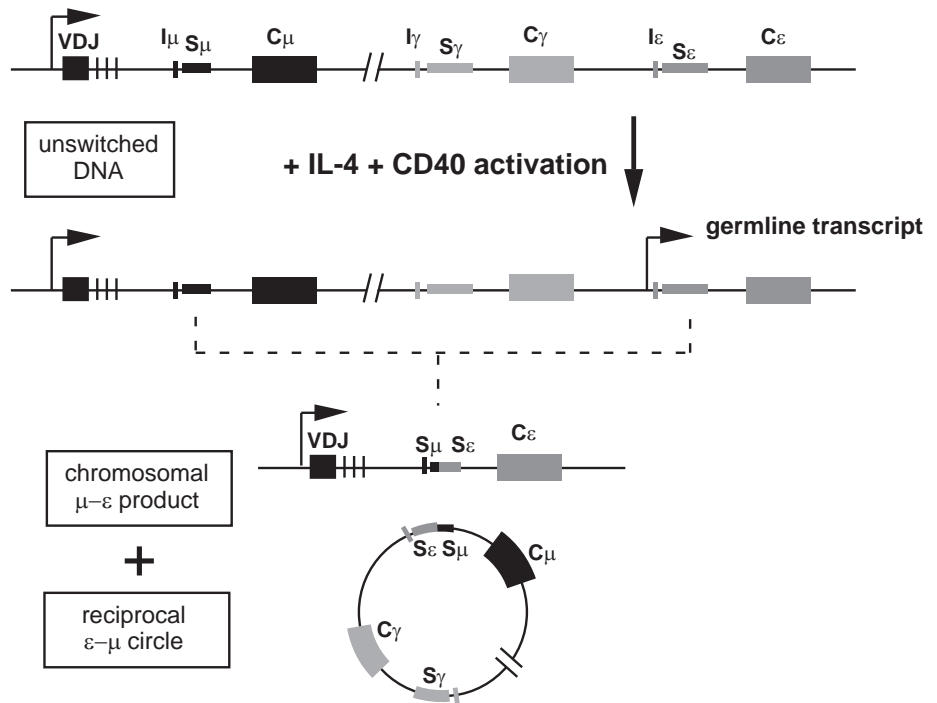 VDJ Iμ Sμ Cμ Iγ Sγ Cγ Iε Sε Cε
unswitched
DNA
+ IL-4 + CD40 activation
germline transcript
VDJ Sμ Sε Cε
chromosomal
μ–ε product
+
reciprocal
ε–μ circle
Sε Sμ
Cμ
Cγ
Sγ